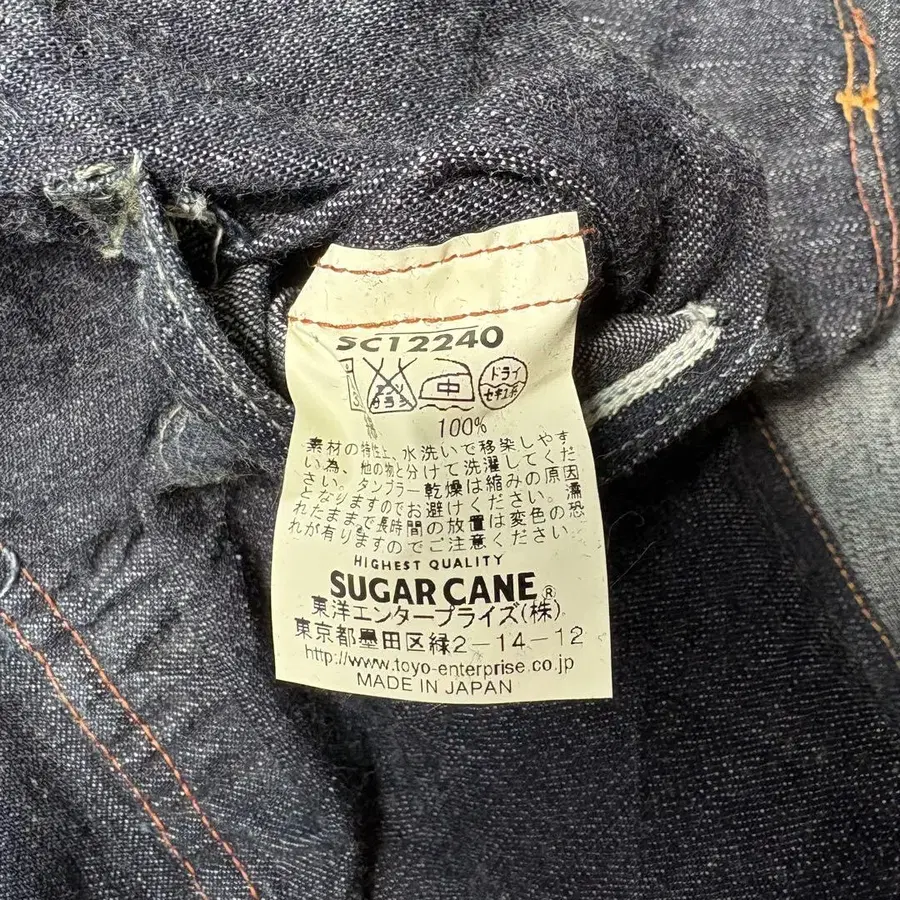 SC12240
中
ドライ
セキユ系
100%
素材の特性上、水洗いで移染しやす
い為、他の物と分けて洗濯してくだ
さい。タンブラー乾燥は縮みの原因
となりますのでお避けください。濡
れたままで長時間の放置は変色の恐
れが有りますのでご注意ください。
HIGHEST QUALITY
SUGAR CANE®
東洋エンタープライズ(株)
東京都墨田区緑2-14-12
http://www.toyo-enterprise.co.jp
MADE IN JAPAN